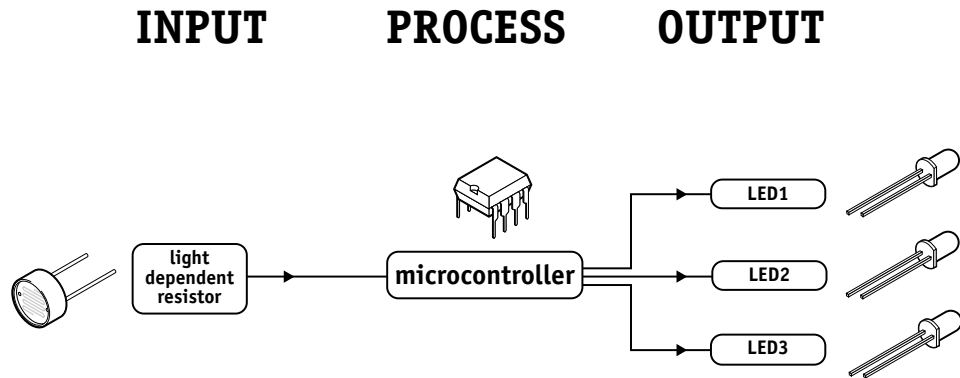 INPUT PROCESS OUTPUT
LED1
light
dependent
resistor
microcontroller
LED2
LED3